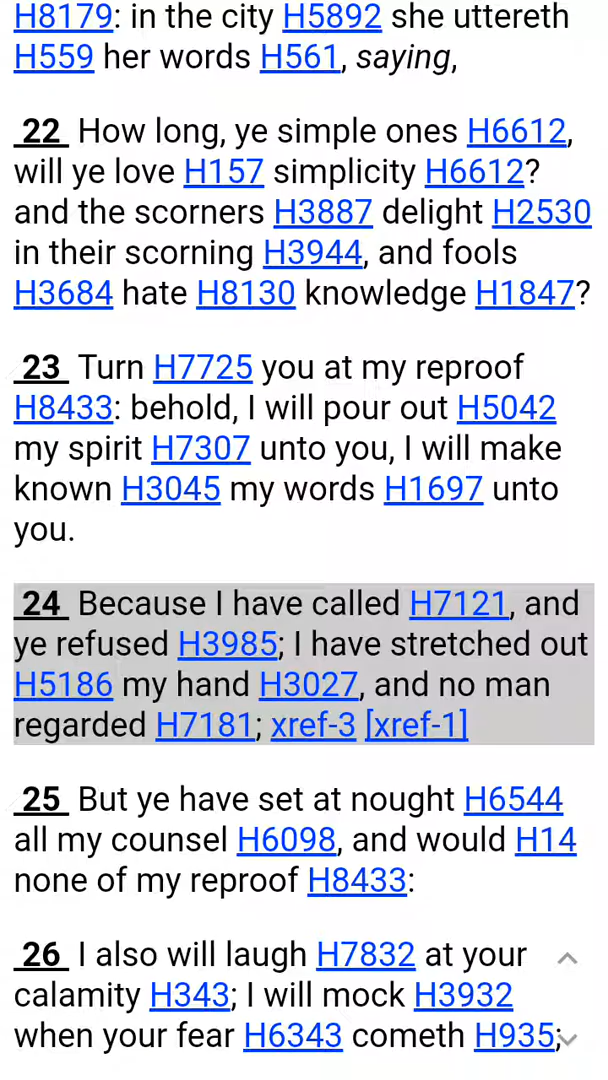 H8179: in the city H5892 she uttereth
H559 her words H561, saying,
22 How long, ye simple ones H6612,
will ye love H157 simplicity H6612?
and the scorners H3887 delight H2530
in their scorning H3944, and fools
H3684 hate H8130 knowledge H1847?
23 Turn H7725 you at my reproof
H8433: behold, I will pour out H5042
my spirit H7307 unto you, I will make
known H3045 my words H1697 unto
you.
24 Because I have called H7121, and
ye refused H3985; I have stretched out
H5186 my hand H3027, and no man
regarded H7181; xref-3 [xref-1]
25 But ye have set at nought H6544
all my counsel H6098, and would H14
none of my reproof H8433:
26 I also will laugh H7832 at your
calamity H343; I will mock H3932
when your fear H6343 cometh H935;